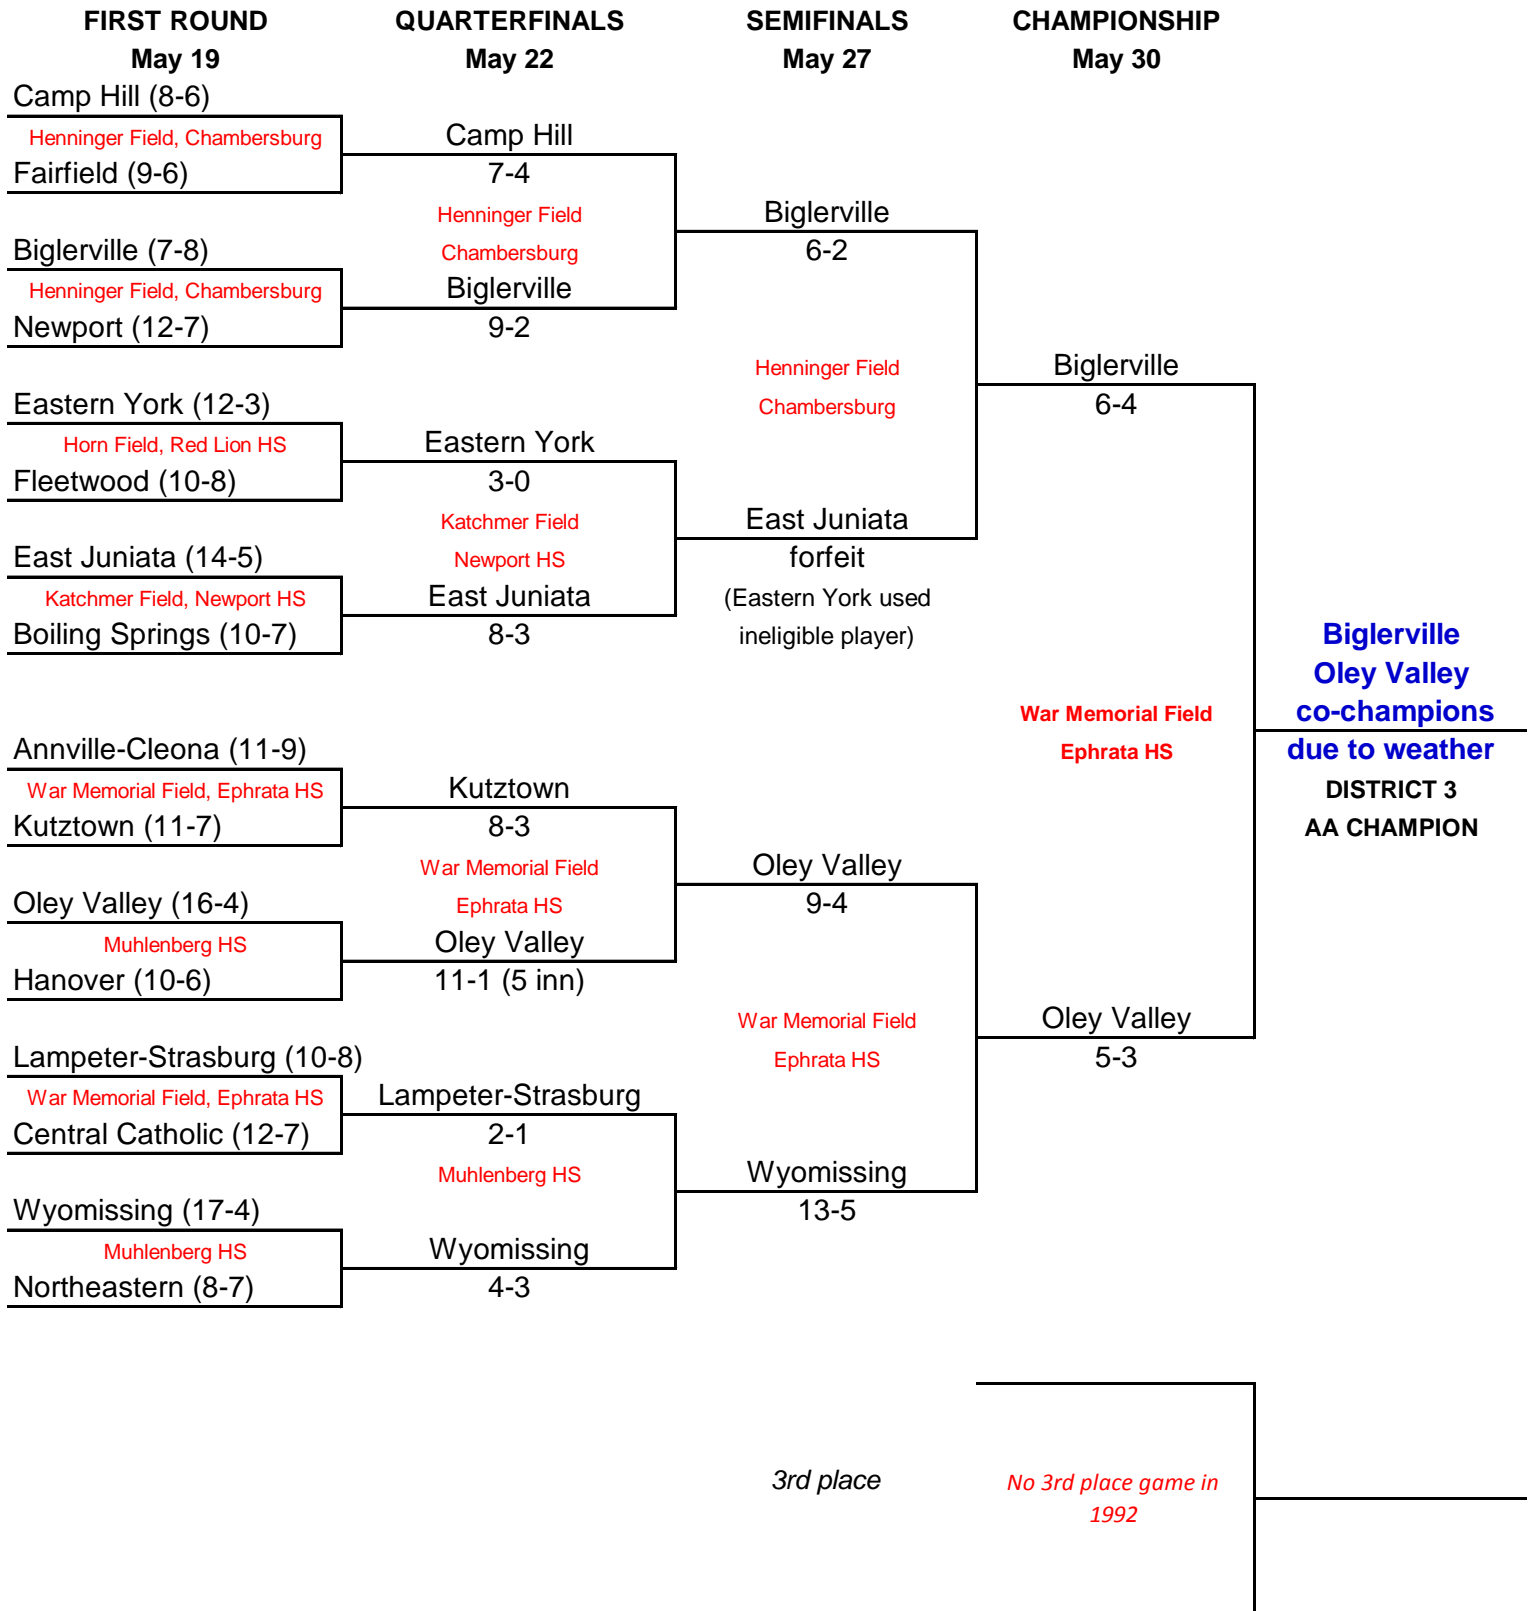 FIRST ROUND
May 19
QUARTERFINALS
May 22
SEMIFINALS
May 27
CHAMPIONSHIP
May 30
Camp Hill (8-6)
Henninger Field, Chambersburg
Fairfield (9-6)
Biglerville (7-8)
Henninger Field, Chambersburg
Newport (12-7)
Eastern York (12-3)
Horn Field, Red Lion HS
Fleetwood (10-8)
East Juniata (14-5)
Katchmer Field, Newport HS
Boiling Springs (10-7)
Annville-Cleona (11-9)
War Memorial Field, Ephrata HS
Kutztown (11-7)
Oley Valley (16-4)
Muhlenberg HS
Hanover (10-6)
Lampeter-Strasburg (10-8)
War Memorial Field, Ephrata HS
Central Catholic (12-7)
Wyomissing (17-4)
Muhlenberg HS
Northeastern (8-7)
Camp Hill
7-4
Henninger Field
Chambersburg
Biglerville
9-2
Eastern York
3-0
Katchmer Field
Newport HS
East Juniata
8-3
Kutztown
8-3
War Memorial Field
Ephrata HS
Oley Valley
11-1 (5 inn)
Lampeter-Strasburg
2-1
Muhlenberg HS
Wyomissing
4-3
Biglerville
6-2
Henninger Field
Chambersburg
East Juniata
forfeit
(Eastern York used
ineligible player)
Oley Valley
9-4
War Memorial Field
Ephrata HS
Wyomissing
13-5
Biglerville
6-4
War Memorial Field
Ephrata HS
Oley Valley
5-3
Biglerville
Oley Valley
co-champions
due to weather
DISTRICT 3
AA CHAMPION
3rd place
No 3rd place game in
1992